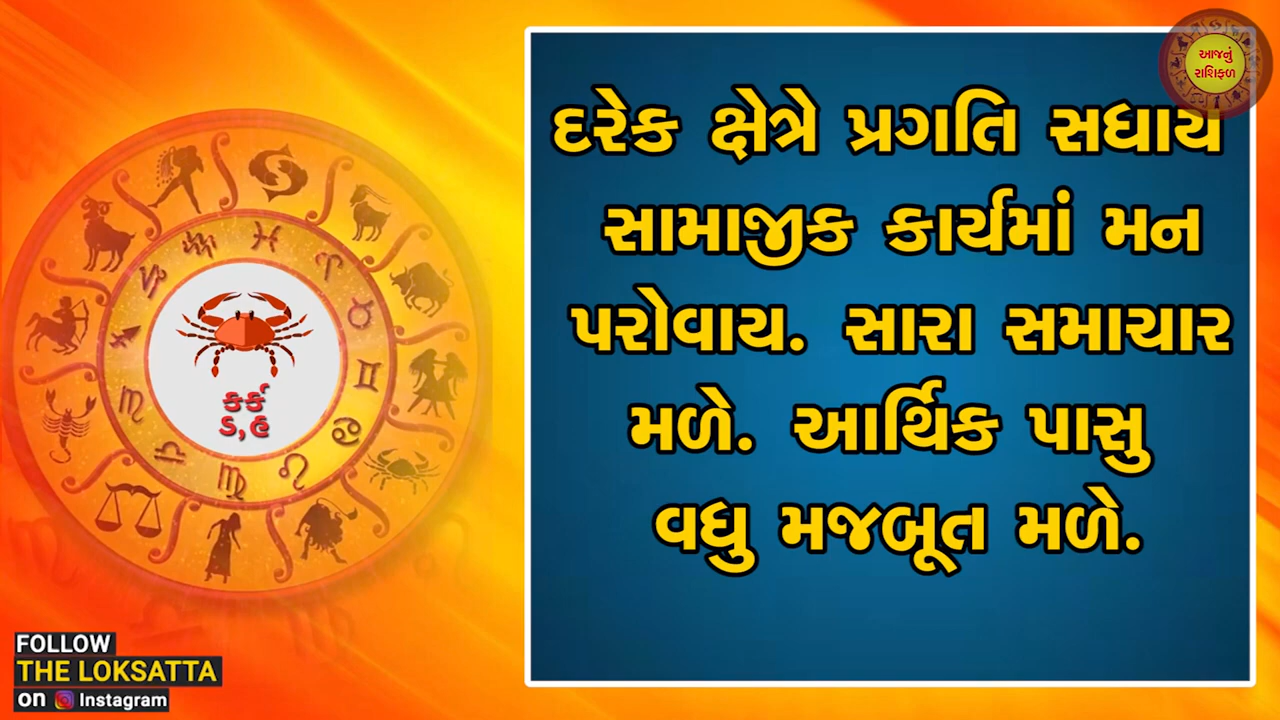 આજનું
રાશિફળ
દરેક ક્ષેત્રે પ્રગતિ સધાય
સામાજીક કાર્યમાં મન
પરોવાય. સારા સમાચાર
મળે. આર્થિક પાસુ
વધુ મજબૂત મળે.
કર્ક
ડ,હ
FOLLOW
THE LOKSATTA
on Instagram